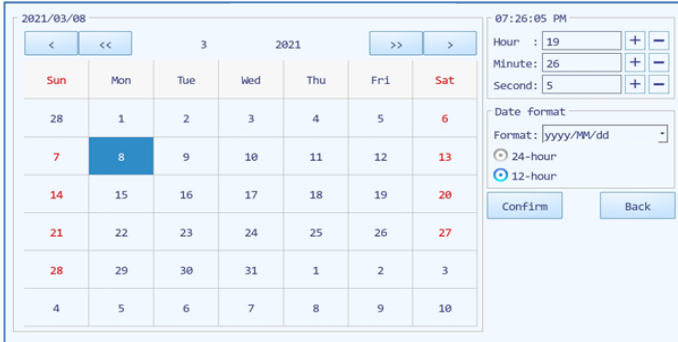 2021/03/08
< << 3 2021 >> >
Sun Mon Tue Wed Thu Fri Sat
28 1 2 3 4 5 6
7 8 9 10 11 12 13
14 15 16 17 18 19 20
21 22 23 24 25 26 27
28 29 30 31 1 2 3
4 5 6 7 8 9 10
07:26:05 PM
Hour : 19 + −
Minute: 26 + −
Second: 5 + −
Date format
Format: yyyy/MM/dd
24-hour
12-hour
Confirm Back